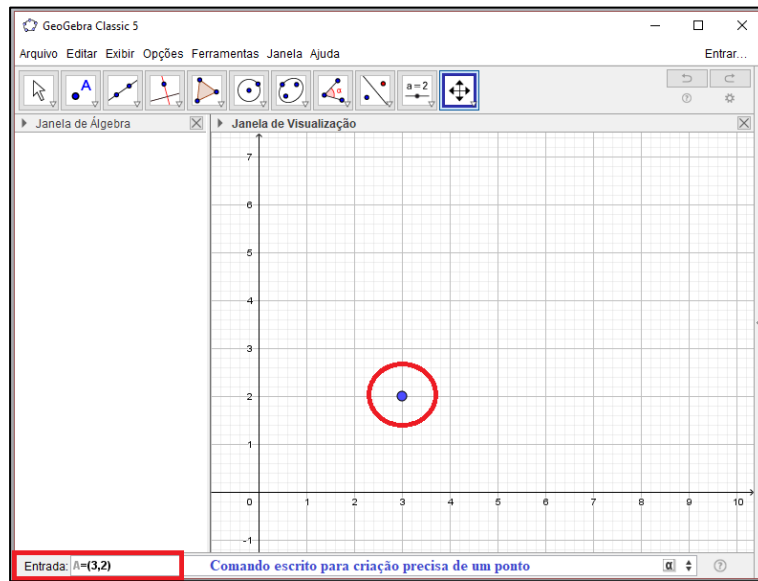 GeoGebra Classic 5
Arquivo Editar Exibir Opções Ferramentas Janela Ajuda Entrar...
A α a=2
Janela de Álgebra Janela de Visualização
7
6
5
4
3
2
1
0 1 2 3 4 5 6 7 8 9 10
-1
Entrada: A=(3,2) Comando escrito para criação precisa de um ponto α